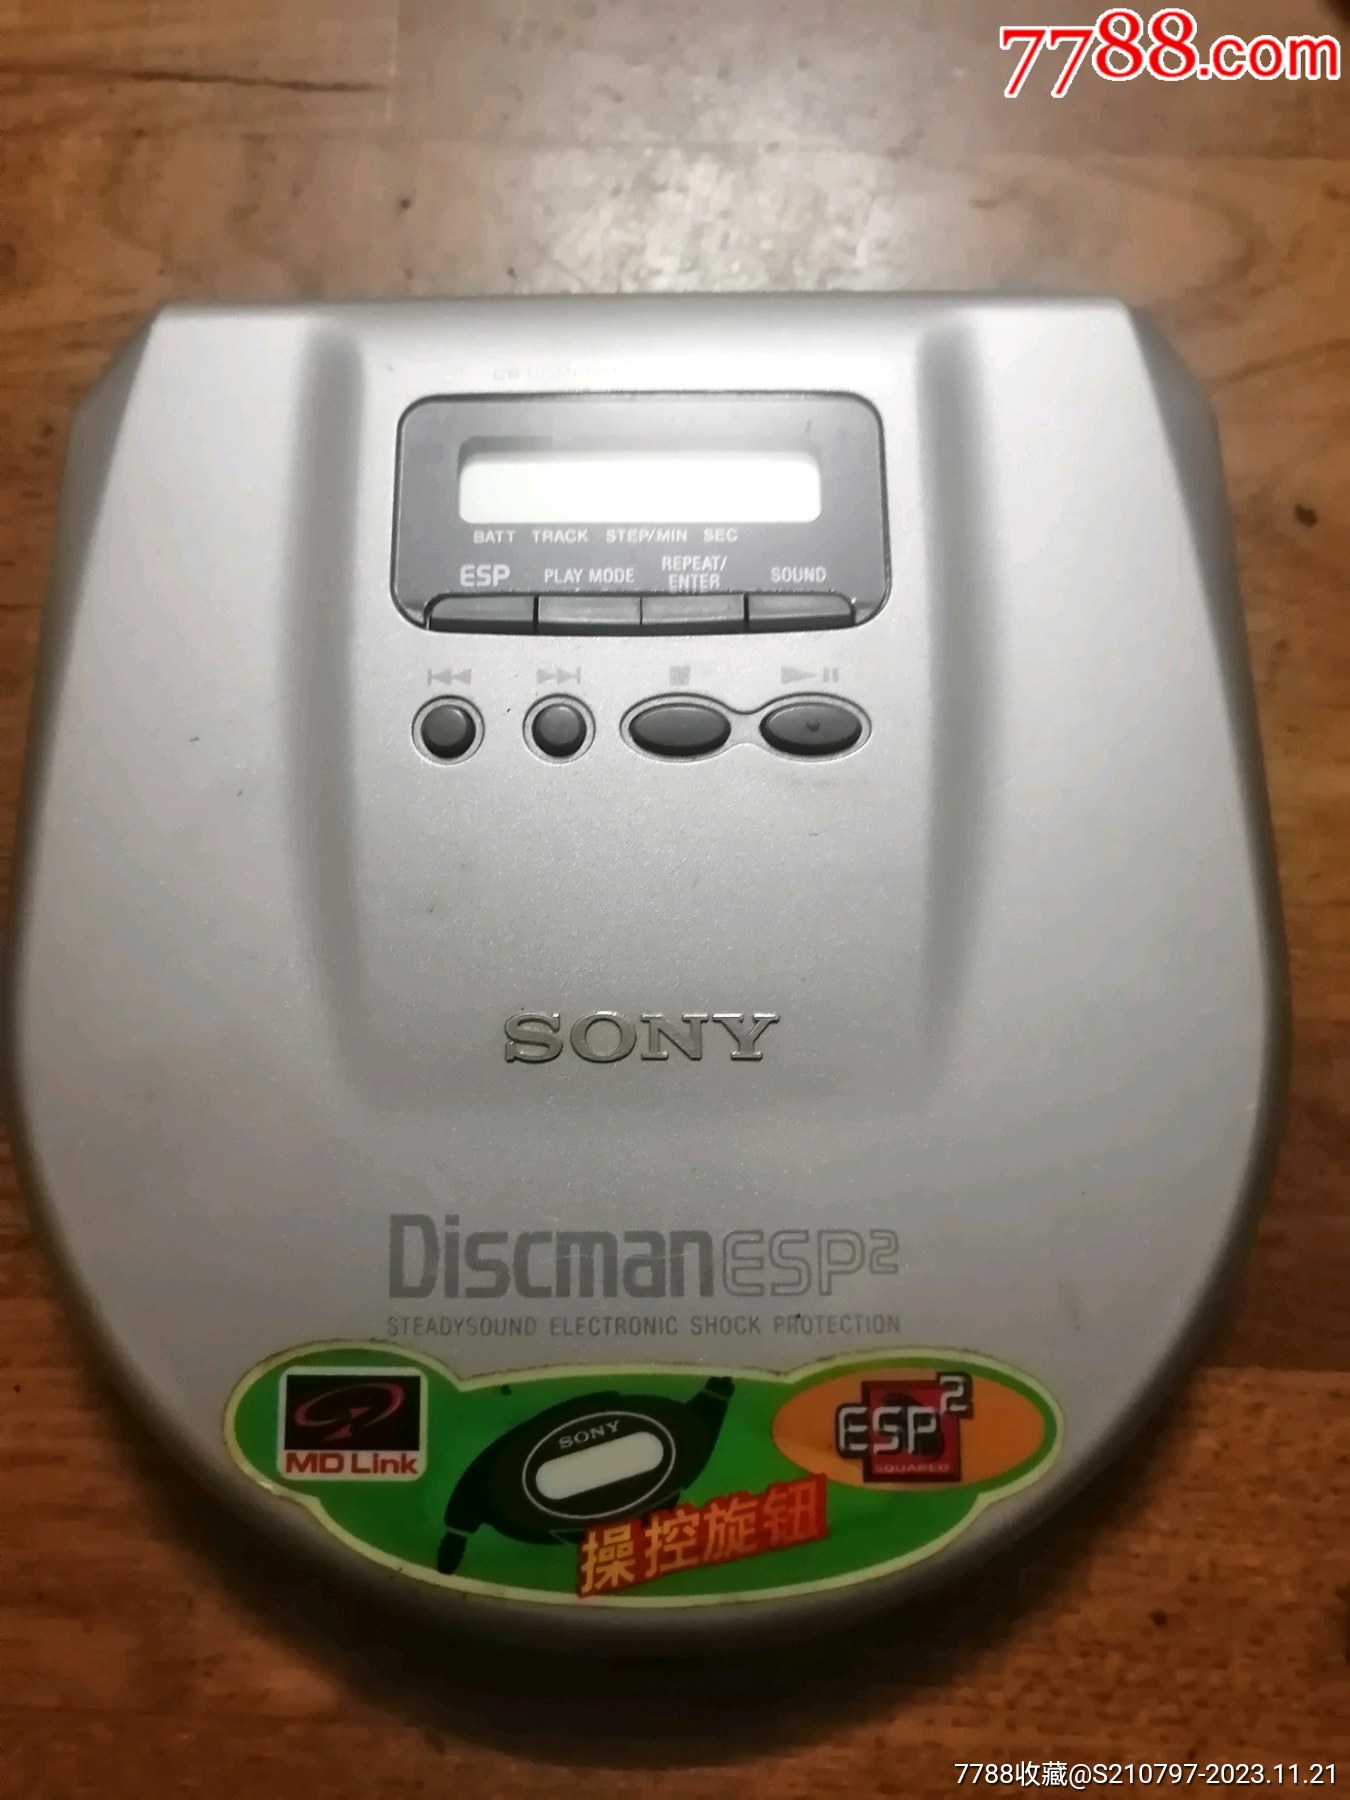 7788.com
BATT TRACK STEP/MIN SEC
ESP PLAY MODE REPEAT/ENTER SOUND
SONY
Discman ESP2
STEADYSOUND ELECTRONIC SHOCK PROTECTION
MD Link
SONY
操控旋钮
ESP2
SQUARED
7788收藏@S210797-2023.11.21